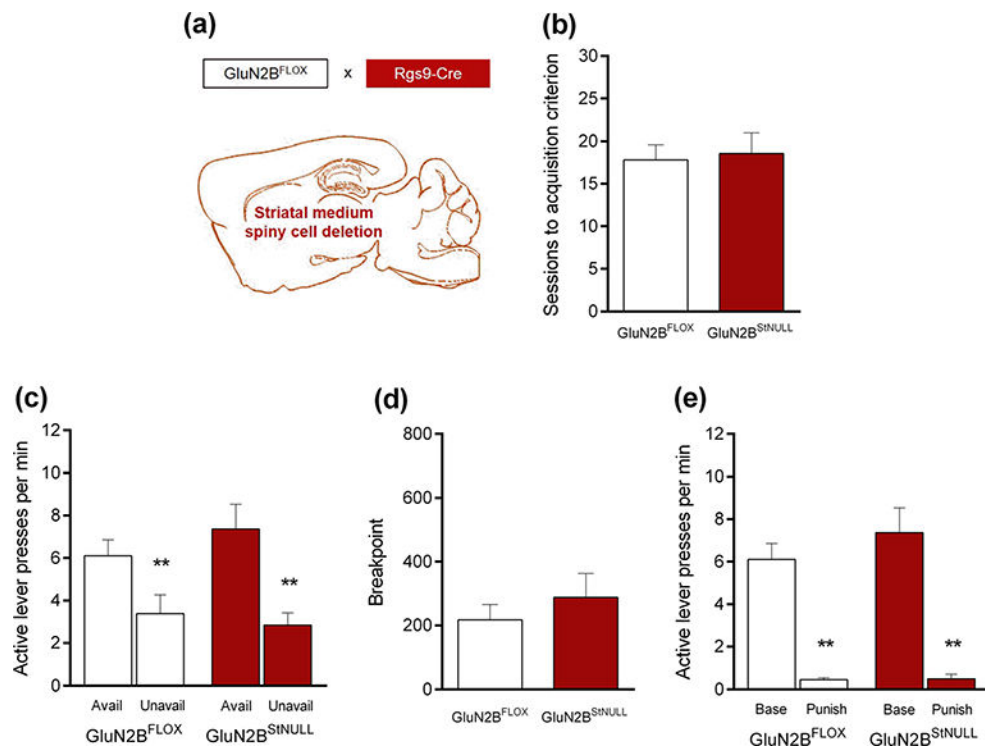 (a)
GluN2BFLOX x Rgs9-Cre
Striatal medium
spiny cell deletion
(b)
Sessions to acquisition criterion
30
25
20
15
10
5
0
GluN2BFLOX GluN2BStNULL
(c)
Active lever presses per min
12
10
8
6
4
2
0
** **
Avail Unavail Avail Unavail
GluN2BFLOX GluN2BStNULL
(d)
Breakpoint
800
600
400
200
0
GluN2BFLOX GluN2BStNULL
(e)
Active lever presses per min
12
10
8
6
4
2
0
** **
Base Punish Base Punish
GluN2BFLOX GluN2BStNULL